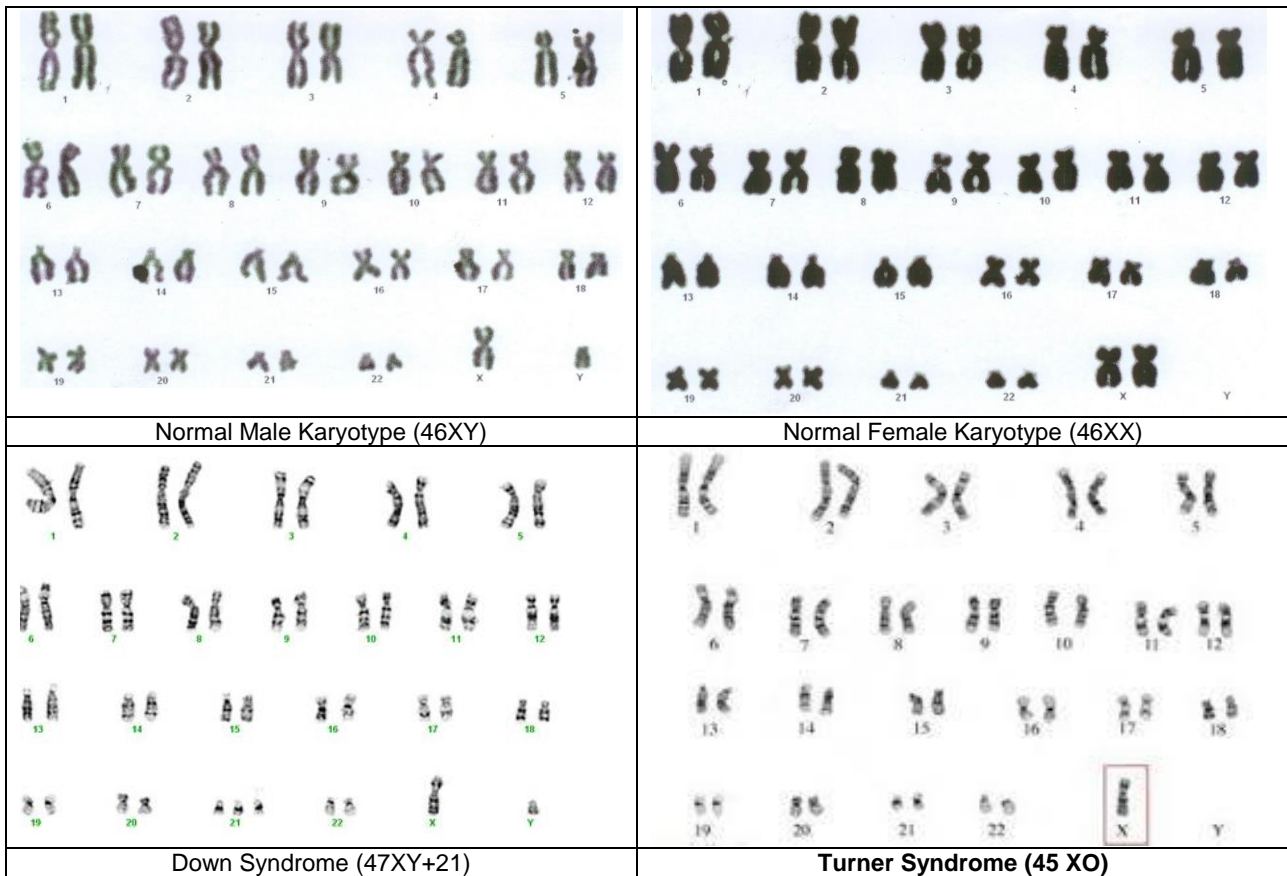 1 2 3 4 5
6 7 8 9 10 11 12
13 14 15 16 17 18
19 20 21 22 X Y
Normal Male Karyotype (46XY)
1 2 3 4 5
6 7 8 9 10 11 12
13 14 15 16 17 18
19 20 21 22 X Y
Normal Female Karyotype (46XX)
1 2 3 4 5
6 7 8 9 10 11 12
13 14 15 16 17 18
19 20 21 22 X Y
Down Syndrome (47XY+21)
1 2 3 4 5
6 7 8 9 10 11 12
13 14 15 16 17 18
19 20 21 22 X Y
Turner Syndrome (45 XO)